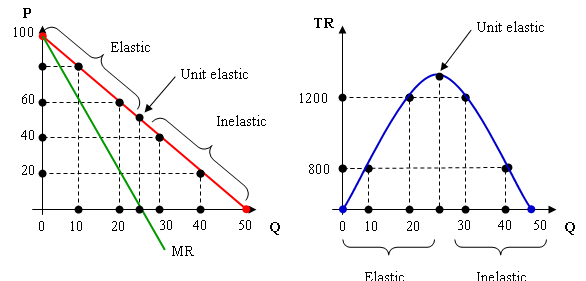 P
100
60
40
20
0 10 20 30 40 50
Q
MR
Elastic
Unit elastic
Inelastic
TR
1200
800
0 10 20 30 40 50
Q
Unit elastic
Elastic
Inelastic